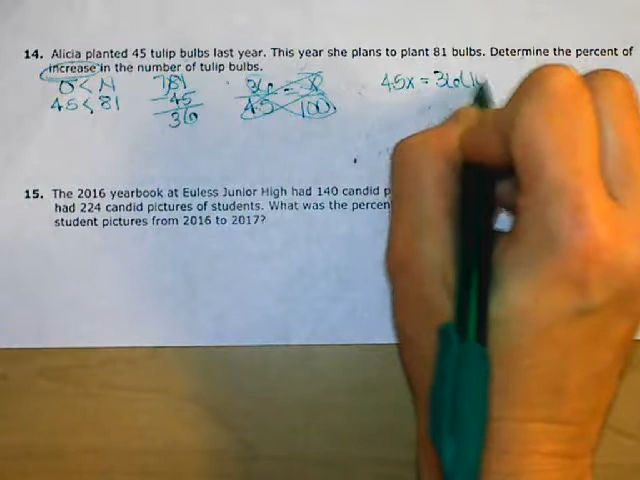 14. Alicia planted 45 tulip bulbs last year. This year she plans to plant 81 bulbs. Determine the percent of
increase in the number of tulip bulbs.
O < N
45 < 81
781
- 45
36
36 = x
45 100
45x = 36(1
15. The 2016 yearbook at Euless Junior High had 140 candid p
had 224 candid pictures of students. What was the percen
student pictures from 2016 to 2017?